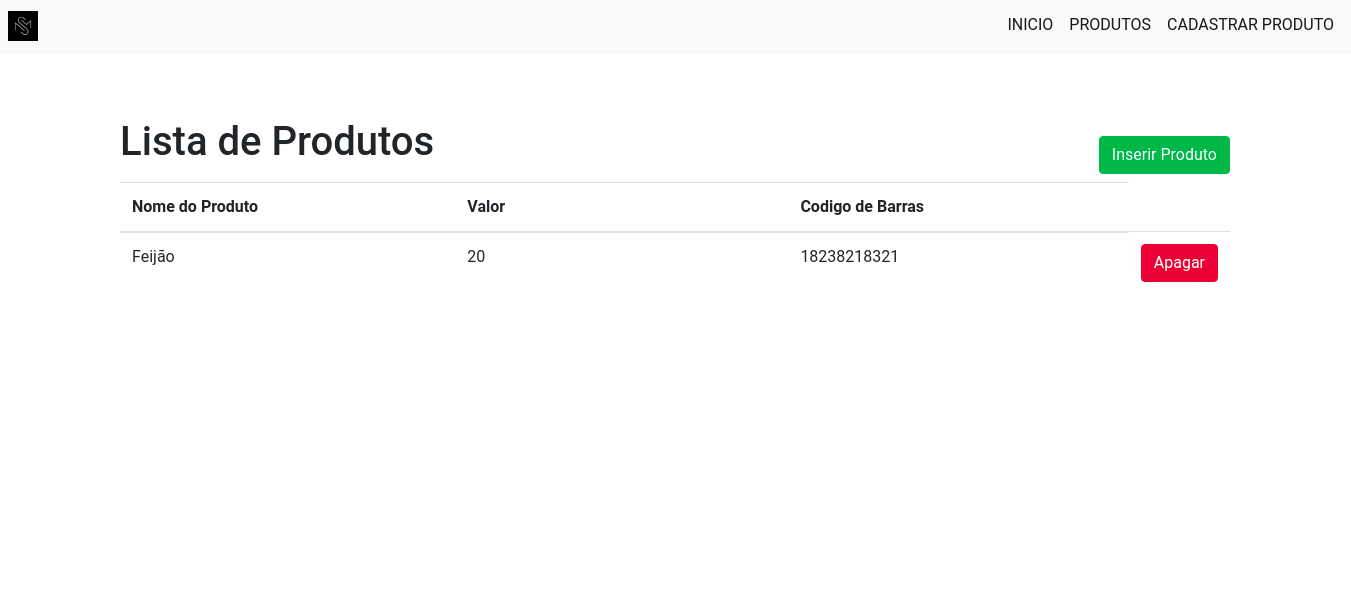 INICIO PRODUTOS CADASTRAR PRODUTO
Lista de Produtos
Inserir Produto
Nome do Produto Valor Codigo de Barras
Feijão 20 18238218321 Apagar